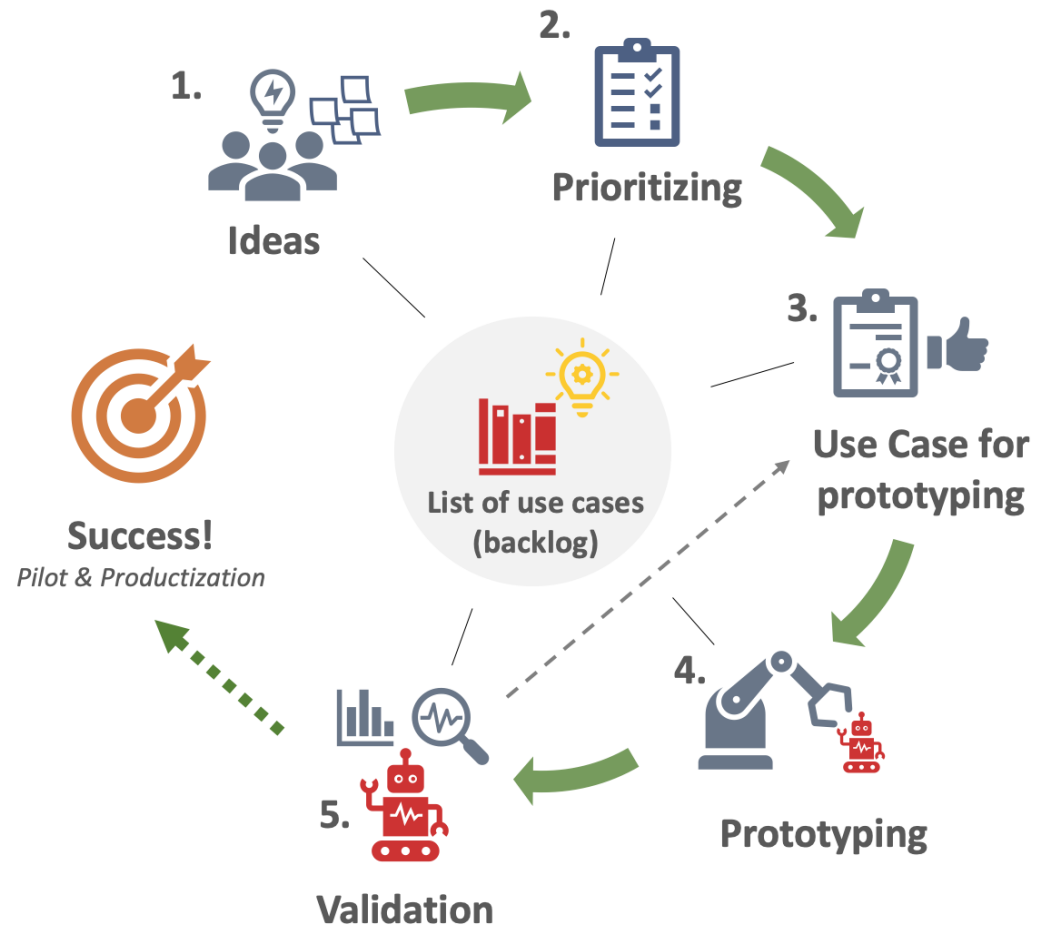 1.
Ideas
2.
Prioritizing
3.
Use Case for
prototyping
4.
Prototyping
5.
Validation
Success!
Pilot & Productization
List of use cases
(backlog)